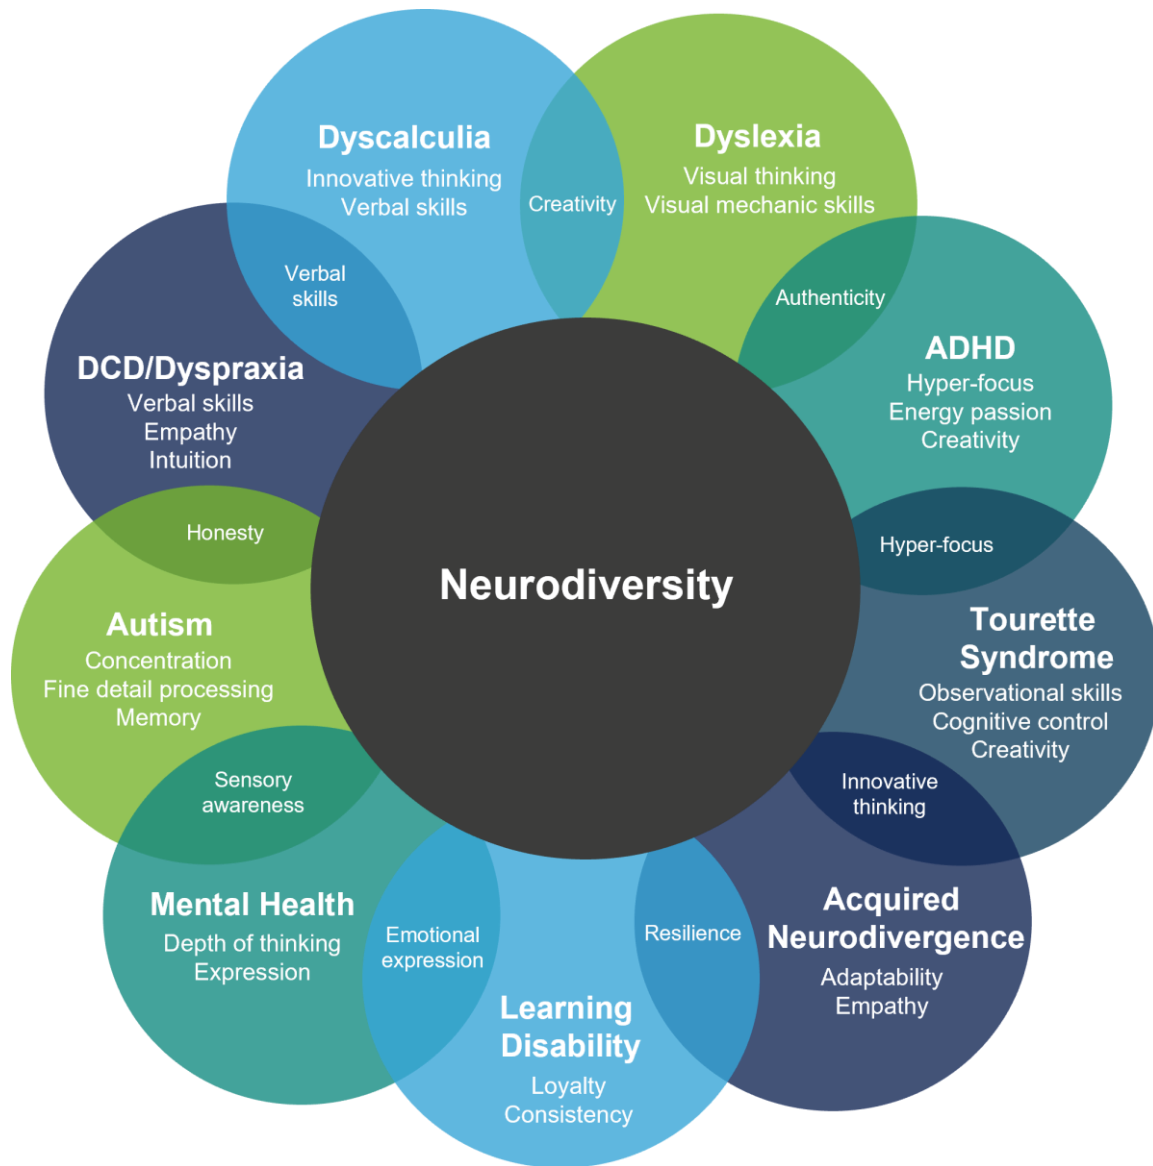 Dyscalculia
Innovative thinking
Verbal skills
Creativity
Dyslexia
Visual thinking
Visual mechanic skills
Authenticity
ADHD
Hyper-focus
Energy passion
Creativity
Hyper-focus
Tourette
Syndrome
Observational skills
Cognitive control
Creativity
Innovative
thinking
Acquired
Neurodivergence
Adaptability
Empathy
Resilience
Learning
Disability
Loyalty
Consistency
Emotional
expression
Mental Health
Depth of thinking
Expression
Sensory
awareness
Autism
Concentration
Fine detail processing
Memory
Honesty
DCD/Dyspraxia
Verbal skills
Empathy
Intuition
Verbal
skills
Neurodiversity